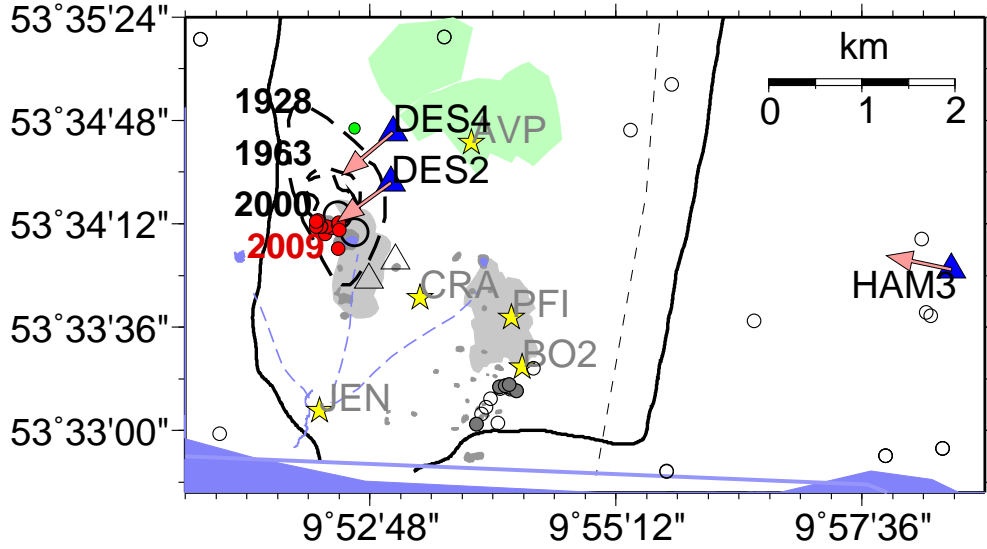 53°35'24"
km
0 1 2
1928
DES4
AVP
53°34'48"
1963
DES2
2000
53°34'12"
2009
HAM3
CRA
PFI
53°33'36"
BO2
JEN
53°33'00"
9°52'48" 9°55'12" 9°57'36"